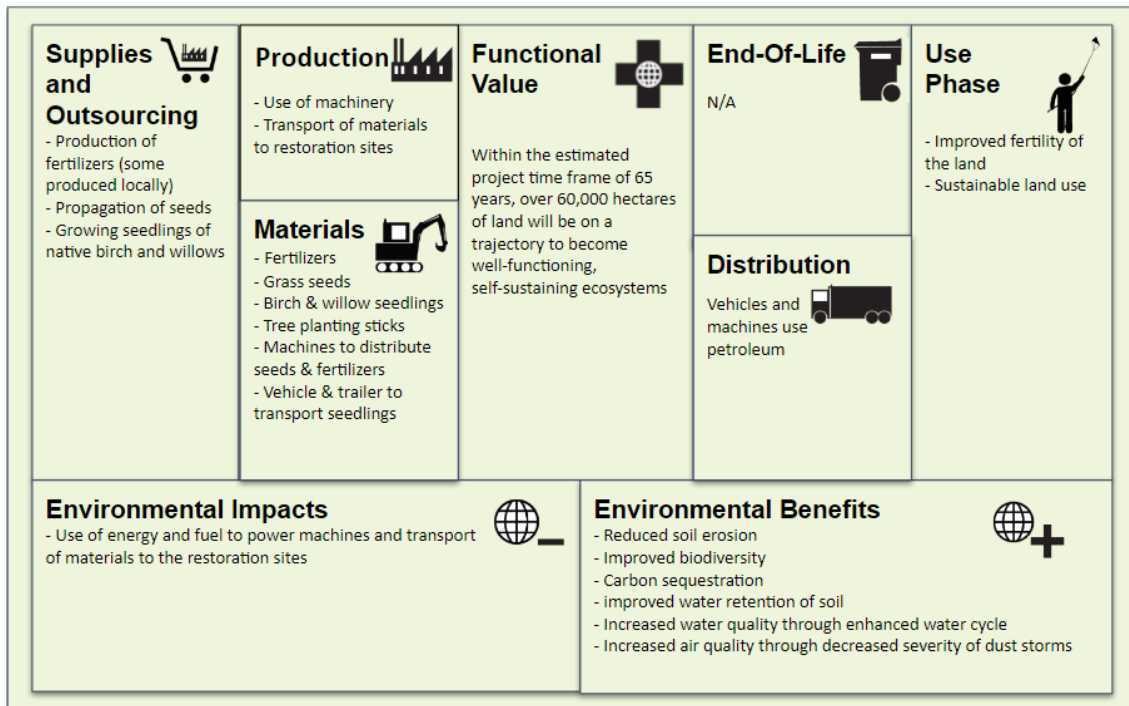 Supplies
and
Outsourcing
- Production of
fertilizers (some
produced locally)
- Propagation of seeds
- Growing seedlings of
native birch and willows
Production
- Use of machinery
- Transport of materials
to restoration sites
Materials
- Fertilizers
- Grass seeds
- Birch & willow seedlings
- Tree planting sticks
- Machines to distribute
seeds & fertilizers
- Vehicle & trailer to
transport seedlings
Functional
Value
Within the estimated
project time frame of 65
years, over 60,000 hectares
of land will be on a
trajectory to become
well-functioning,
self-sustaining ecosystems
End-Of-Life
N/A
Distribution
Vehicles and
machines use
petroleum
Use
Phase
- Improved fertility of
the land
- Sustainable land use
Environmental Impacts
- Use of energy and fuel to power machines and transport
of materials to the restoration sites
Environmental Benefits
- Reduced soil erosion
- Improved biodiversity
- Carbon sequestration
- improved water retention of soil
- Increased water quality through enhanced water cycle
- Increased air quality through decreased severity of dust storms